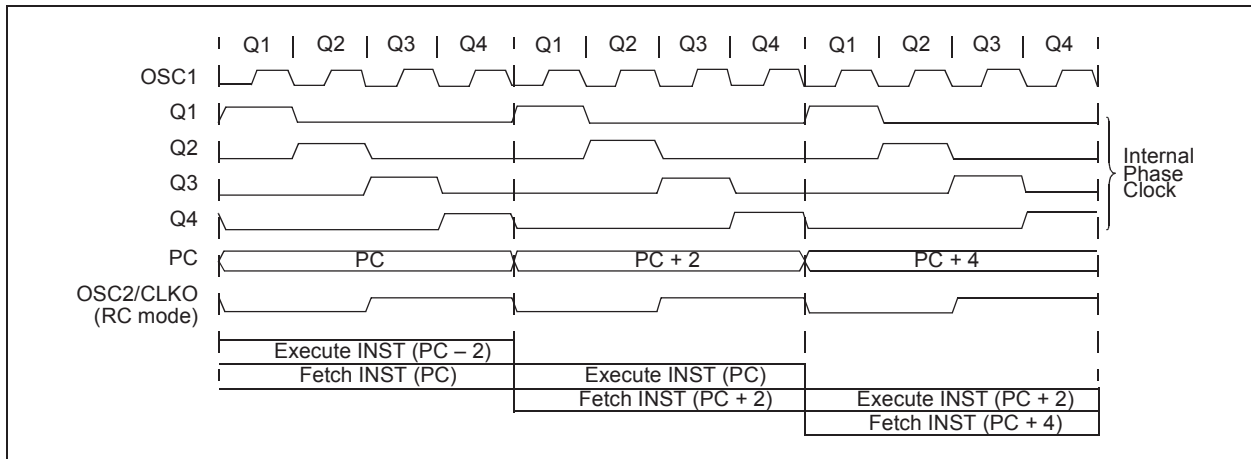 Q1 Q2 Q3 Q4 Q1 Q2 Q3 Q4 Q1 Q2 Q3 Q4
OSC1
Q1
Q2
Q3
Q4
Internal
Phase
Clock
PC PC PC + 2 PC + 4
OSC2/CLKO
(RC mode)
Execute INST (PC – 2)
Fetch INST (PC) Execute INST (PC)
Fetch INST (PC + 2) Execute INST (PC + 2)
Fetch INST (PC + 4)